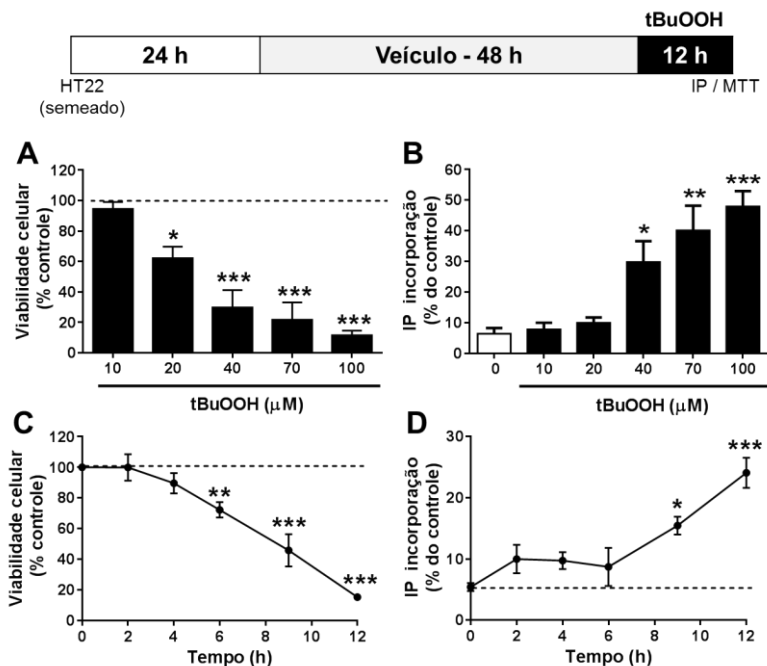 tBuOOH
24 h
Veículo - 48 h
12 h
HT22
(semeado)
IP / MTT
A
Viabilidade celular
(% controle)
120
100
80
60
40
20
0
*
***
***
***
10
20
40
70
100
tBuOOH (µM)
B
IP incorporação
(% do controle)
60
50
40
30
20
10
0
*
**
***
0
10
20
40
70
100
tBuOOH (µM)
C
Viabilidade celular
(% controle)
120
100
80
60
40
20
0
**
***
***
0
2
4
6
8
10
12
Tempo (h)
D
IP incorporação
(% do controle)
30
20
10
0
*
***
0
2
4
6
8
10
12
Tempo (h)